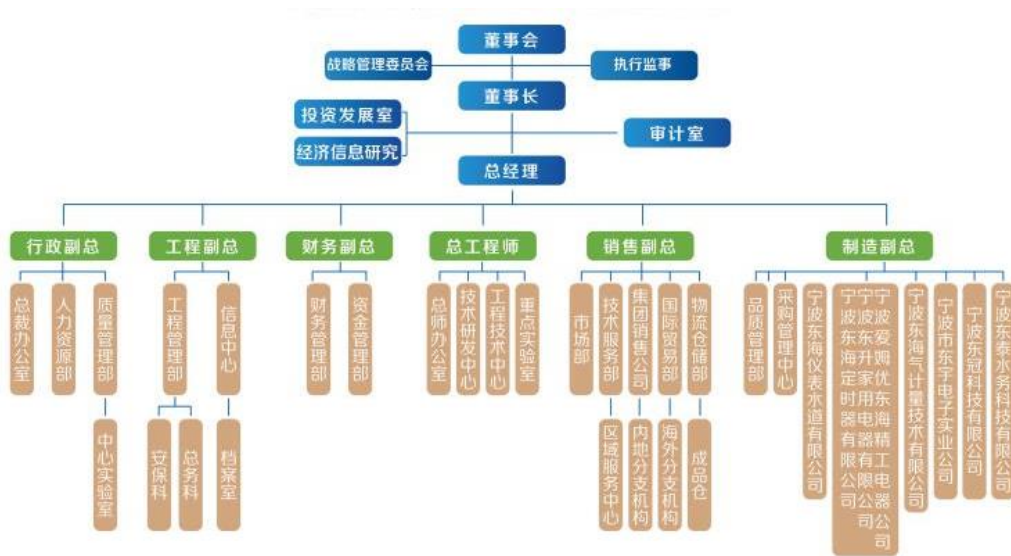 董事会
战略管理委员会
执行监事
董事长
投资发展室
经济信息研究
审计室
总经理
行政副总
工程副总
财务副总
总工程师
销售副总
制造副总
总裁办公室
人力资源部
质量管理部
工程管理部
信息中心
财务管理部
资金管理部
总师办公室
技术研发中心
工程技术中心
重点实验室
市场部
技术服务部
集团销售公司
国际贸易部
物流仓储部
品质管理部
采购管理中心
宁波东海仪表水道有限公司
宁波东海定时器有限公司
宁波东升家用电器有限公司
宁波爱姆优东海精工电器公司
宁波东海气计量技术有限公司
宁波市东宇电子实业公司
宁波东冠科技有限公司
宁波东泰水务科技有限公司
中心实验室
安保科
总务科
档案室
区域服务中心
内地分支机构
海外分支机构
成品仓